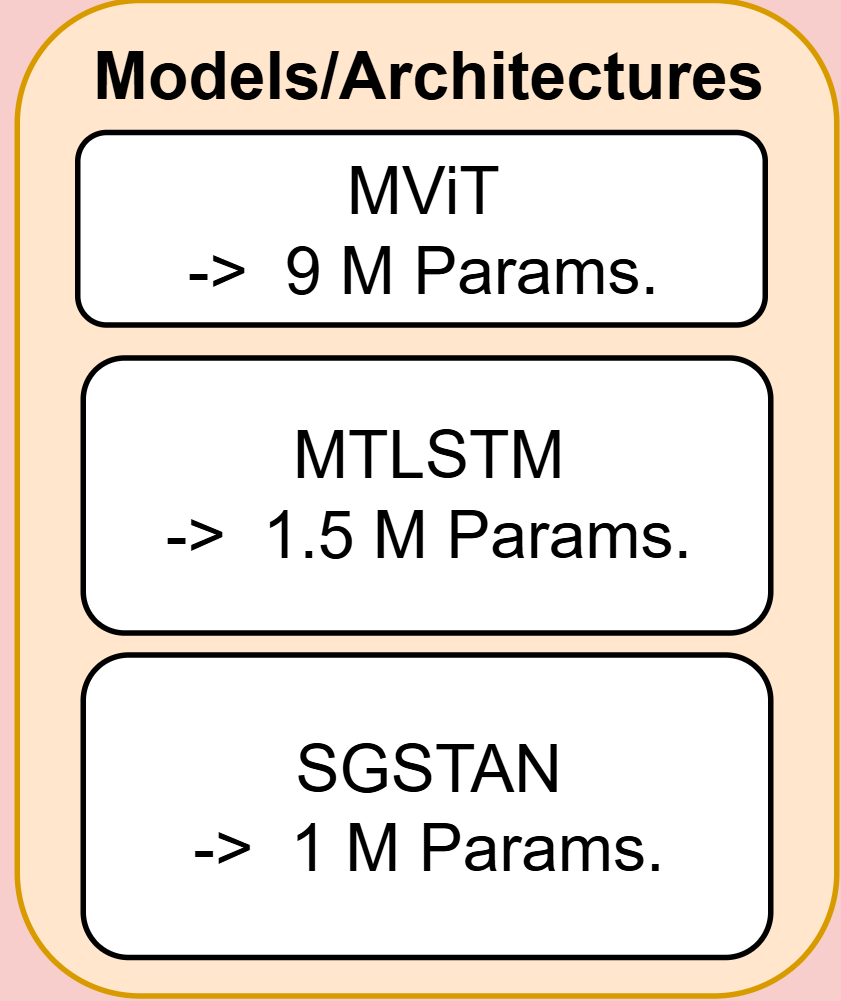 Models/Architectures
MViT
-> 9 M Params.
MTLSTM
-> 1.5 M Params.
SGSTAN
-> 1 M Params.